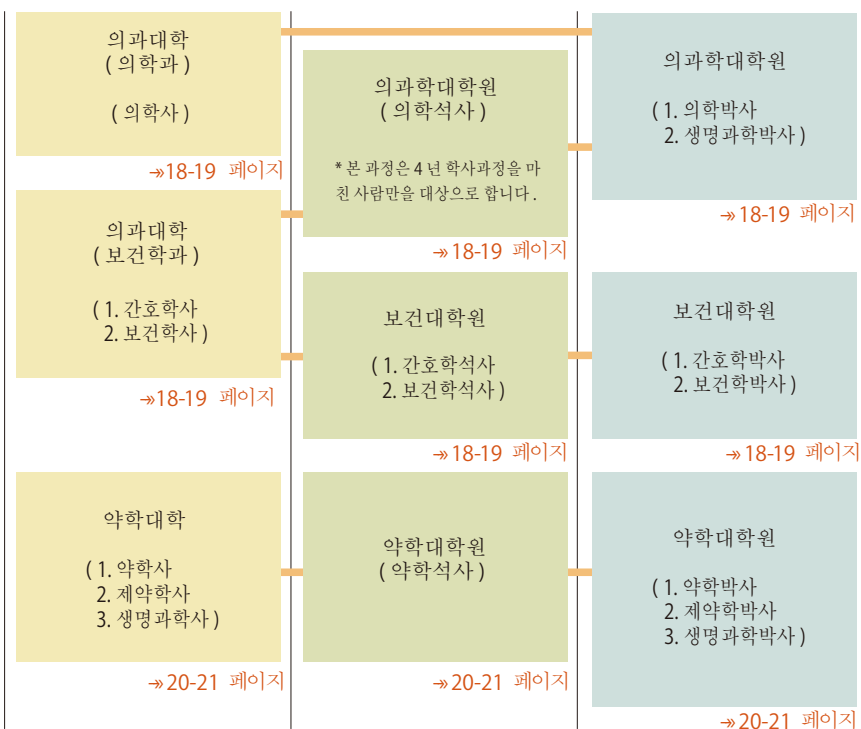 의과대학
( 의학과 )
( 의학사 )
→18-19 페이지
의과대학
( 보건학과 )
( 1. 간호학사
2. 보건학사 )
→18-19 페이지
약학대학
( 1. 약학사
2. 제약학사
3. 생명과학사 )
→20-21 페이지
의과학대학원
( 의학석사 )
* 본 과정은 4 년 학사과정을 마
친 사람만을 대상으로 합니다 .
→18-19 페이지
보건대학원
( 1. 간호학석사
2. 보건학석사 )
→18-19 페이지
약학대학원
( 약학석사 )
→20-21 페이지
의과학대학원
( 1. 의학박사
2. 생명과학박사 )
→18-19 페이지
보건대학원
( 1. 간호학박사
2. 보건학박사 )
→18-19 페이지
약학대학원
( 1. 약학박사
2. 제약학박사
3. 생명과학박사 )
→20-21 페이지